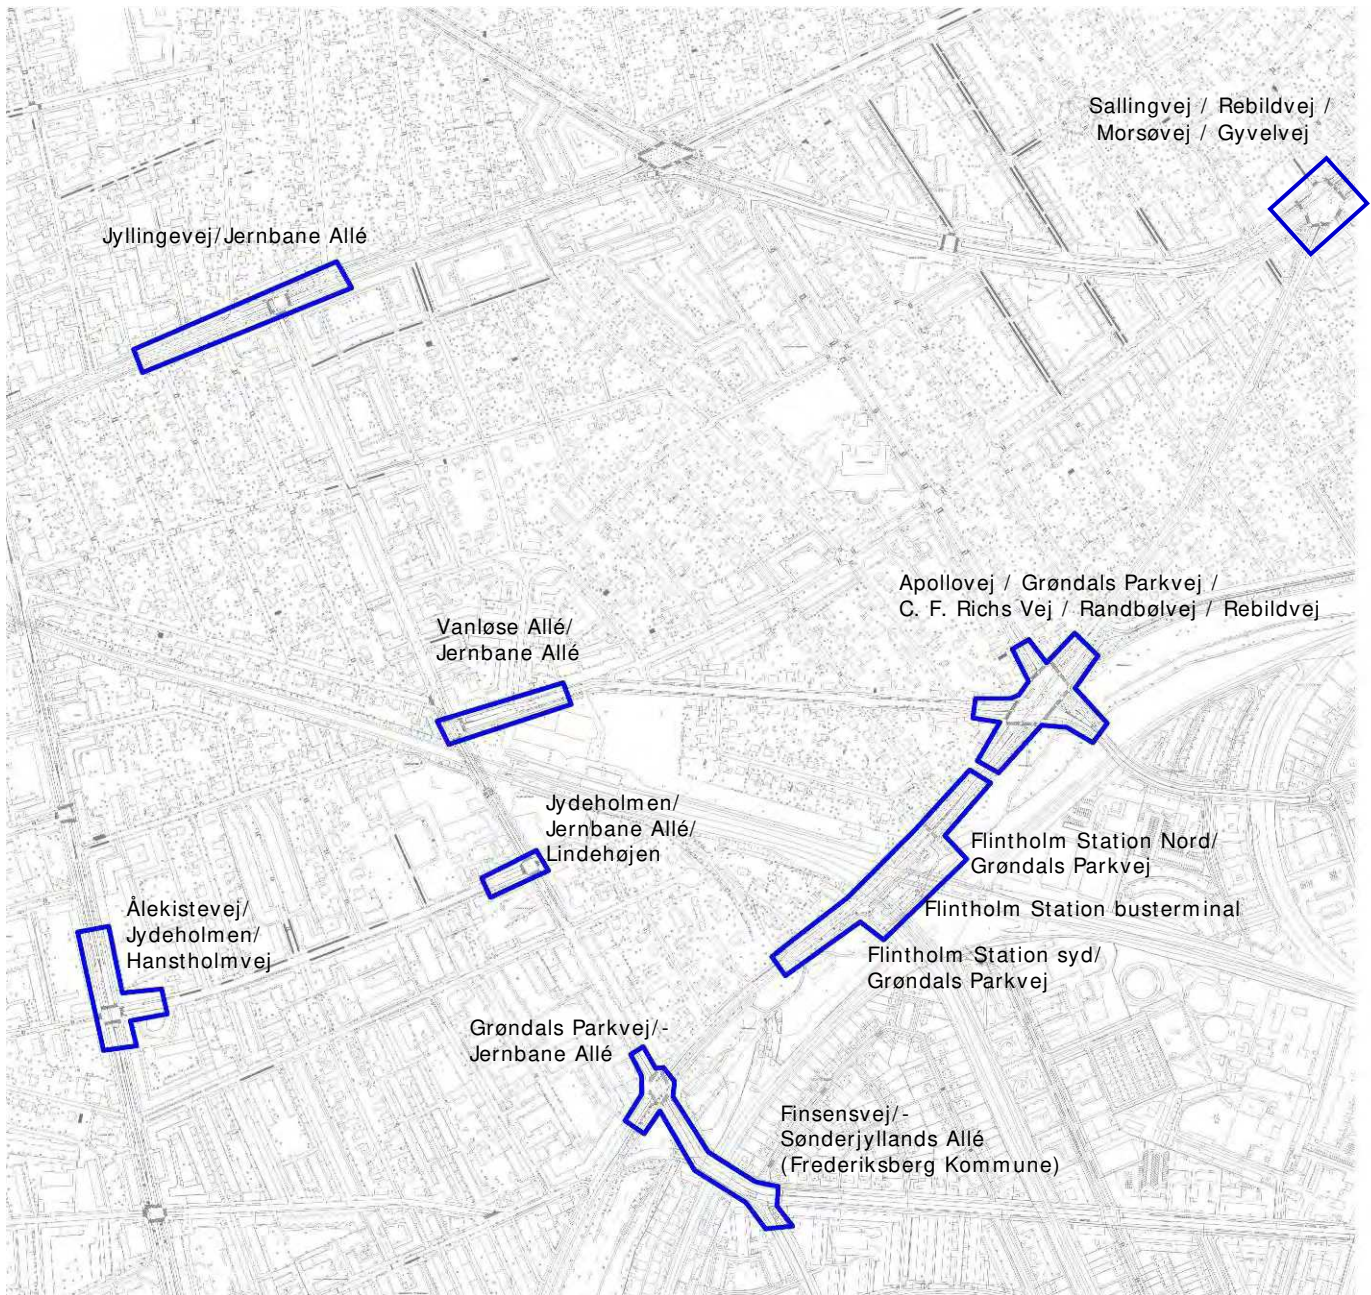 Sallingvej / Rebildvej /
Morsøvej / Gyvelvej
Jyllingevej/Jernbane Allé
Apollovej / Grøndals Parkvej /
C. F. Richs Vej / Randbølvej / Rebildvej
Vanløse Allé/
Jernbane Allé
Jydeholmen/
Jernbane Allé/
Lindehøjen
Flintholm Station Nord/
Grøndals Parkvej
Ålekistevej/
Jydeholmen/
Hanstholmvej
Flintholm Station busterminal
Flintholm Station syd/
Grøndals Parkvej
Grøndals Parkvej/-
Jernbane Allé
Finsensvej/-
Sønderjyllands Allé
(Frederiksberg Kommune)